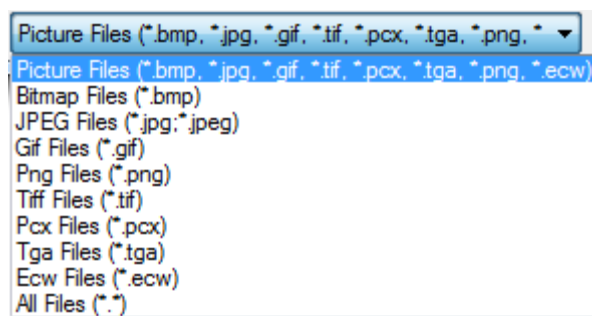 Picture Files (*.bmp, *.jpg, *.gif, *.tif, *.pcx, *.tga, *.png, *
Picture Files (*.bmp, *.jpg, *.gif, *.tif, *.pcx, *.tga, *.png, *.ecw)
Bitmap Files (*.bmp)
JPEG Files (*.jpg;*.jpeg)
Gif Files (*.gif)
Png Files (*.png)
Tiff Files (*.tif)
Pcx Files (*.pcx)
Tga Files (*.tga)
Ecw Files (*.ecw)
All Files (*.*)